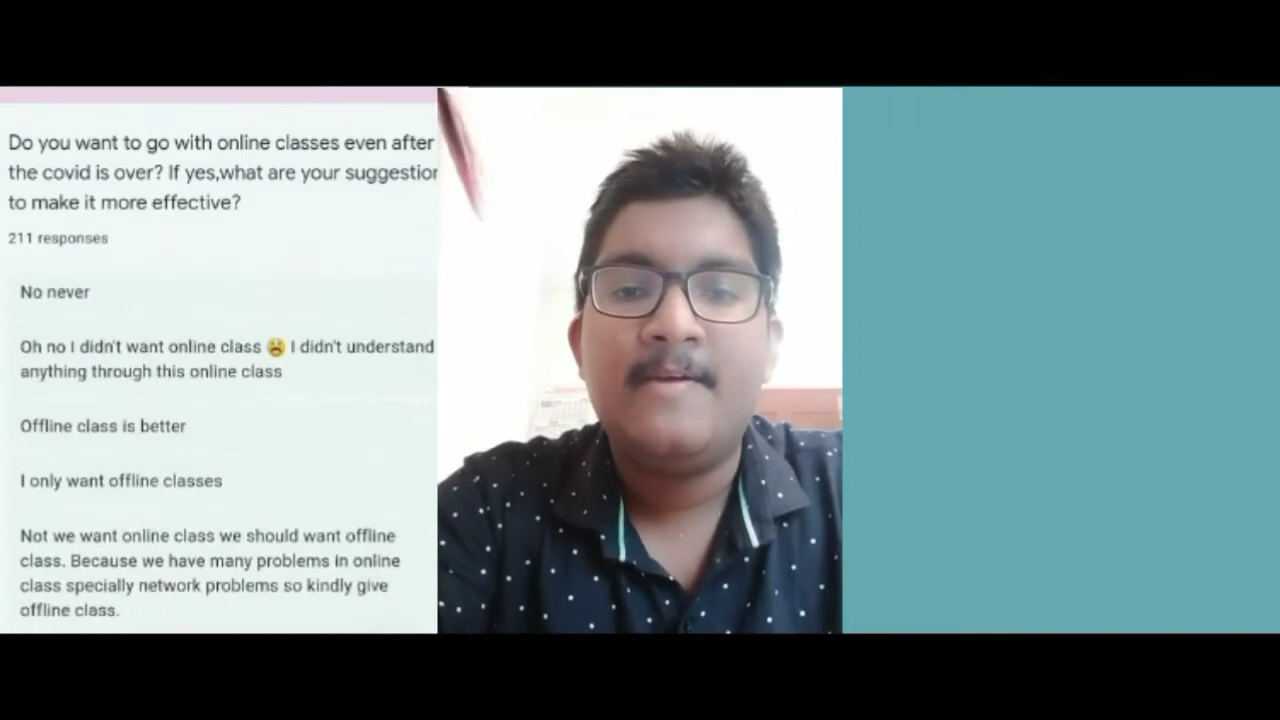 Do you want to go with online classes even after
the covid is over? If yes,what are your suggestion
to make it more effective?
211 responses
No never
Oh no I didn't want online class 😫 I didn't understand
anything through this online class
Offline class is better
I only want offline classes
Not we want online class we should want offline
class. Because we have many problems in online
class specially network problems so kindly give
offline class.